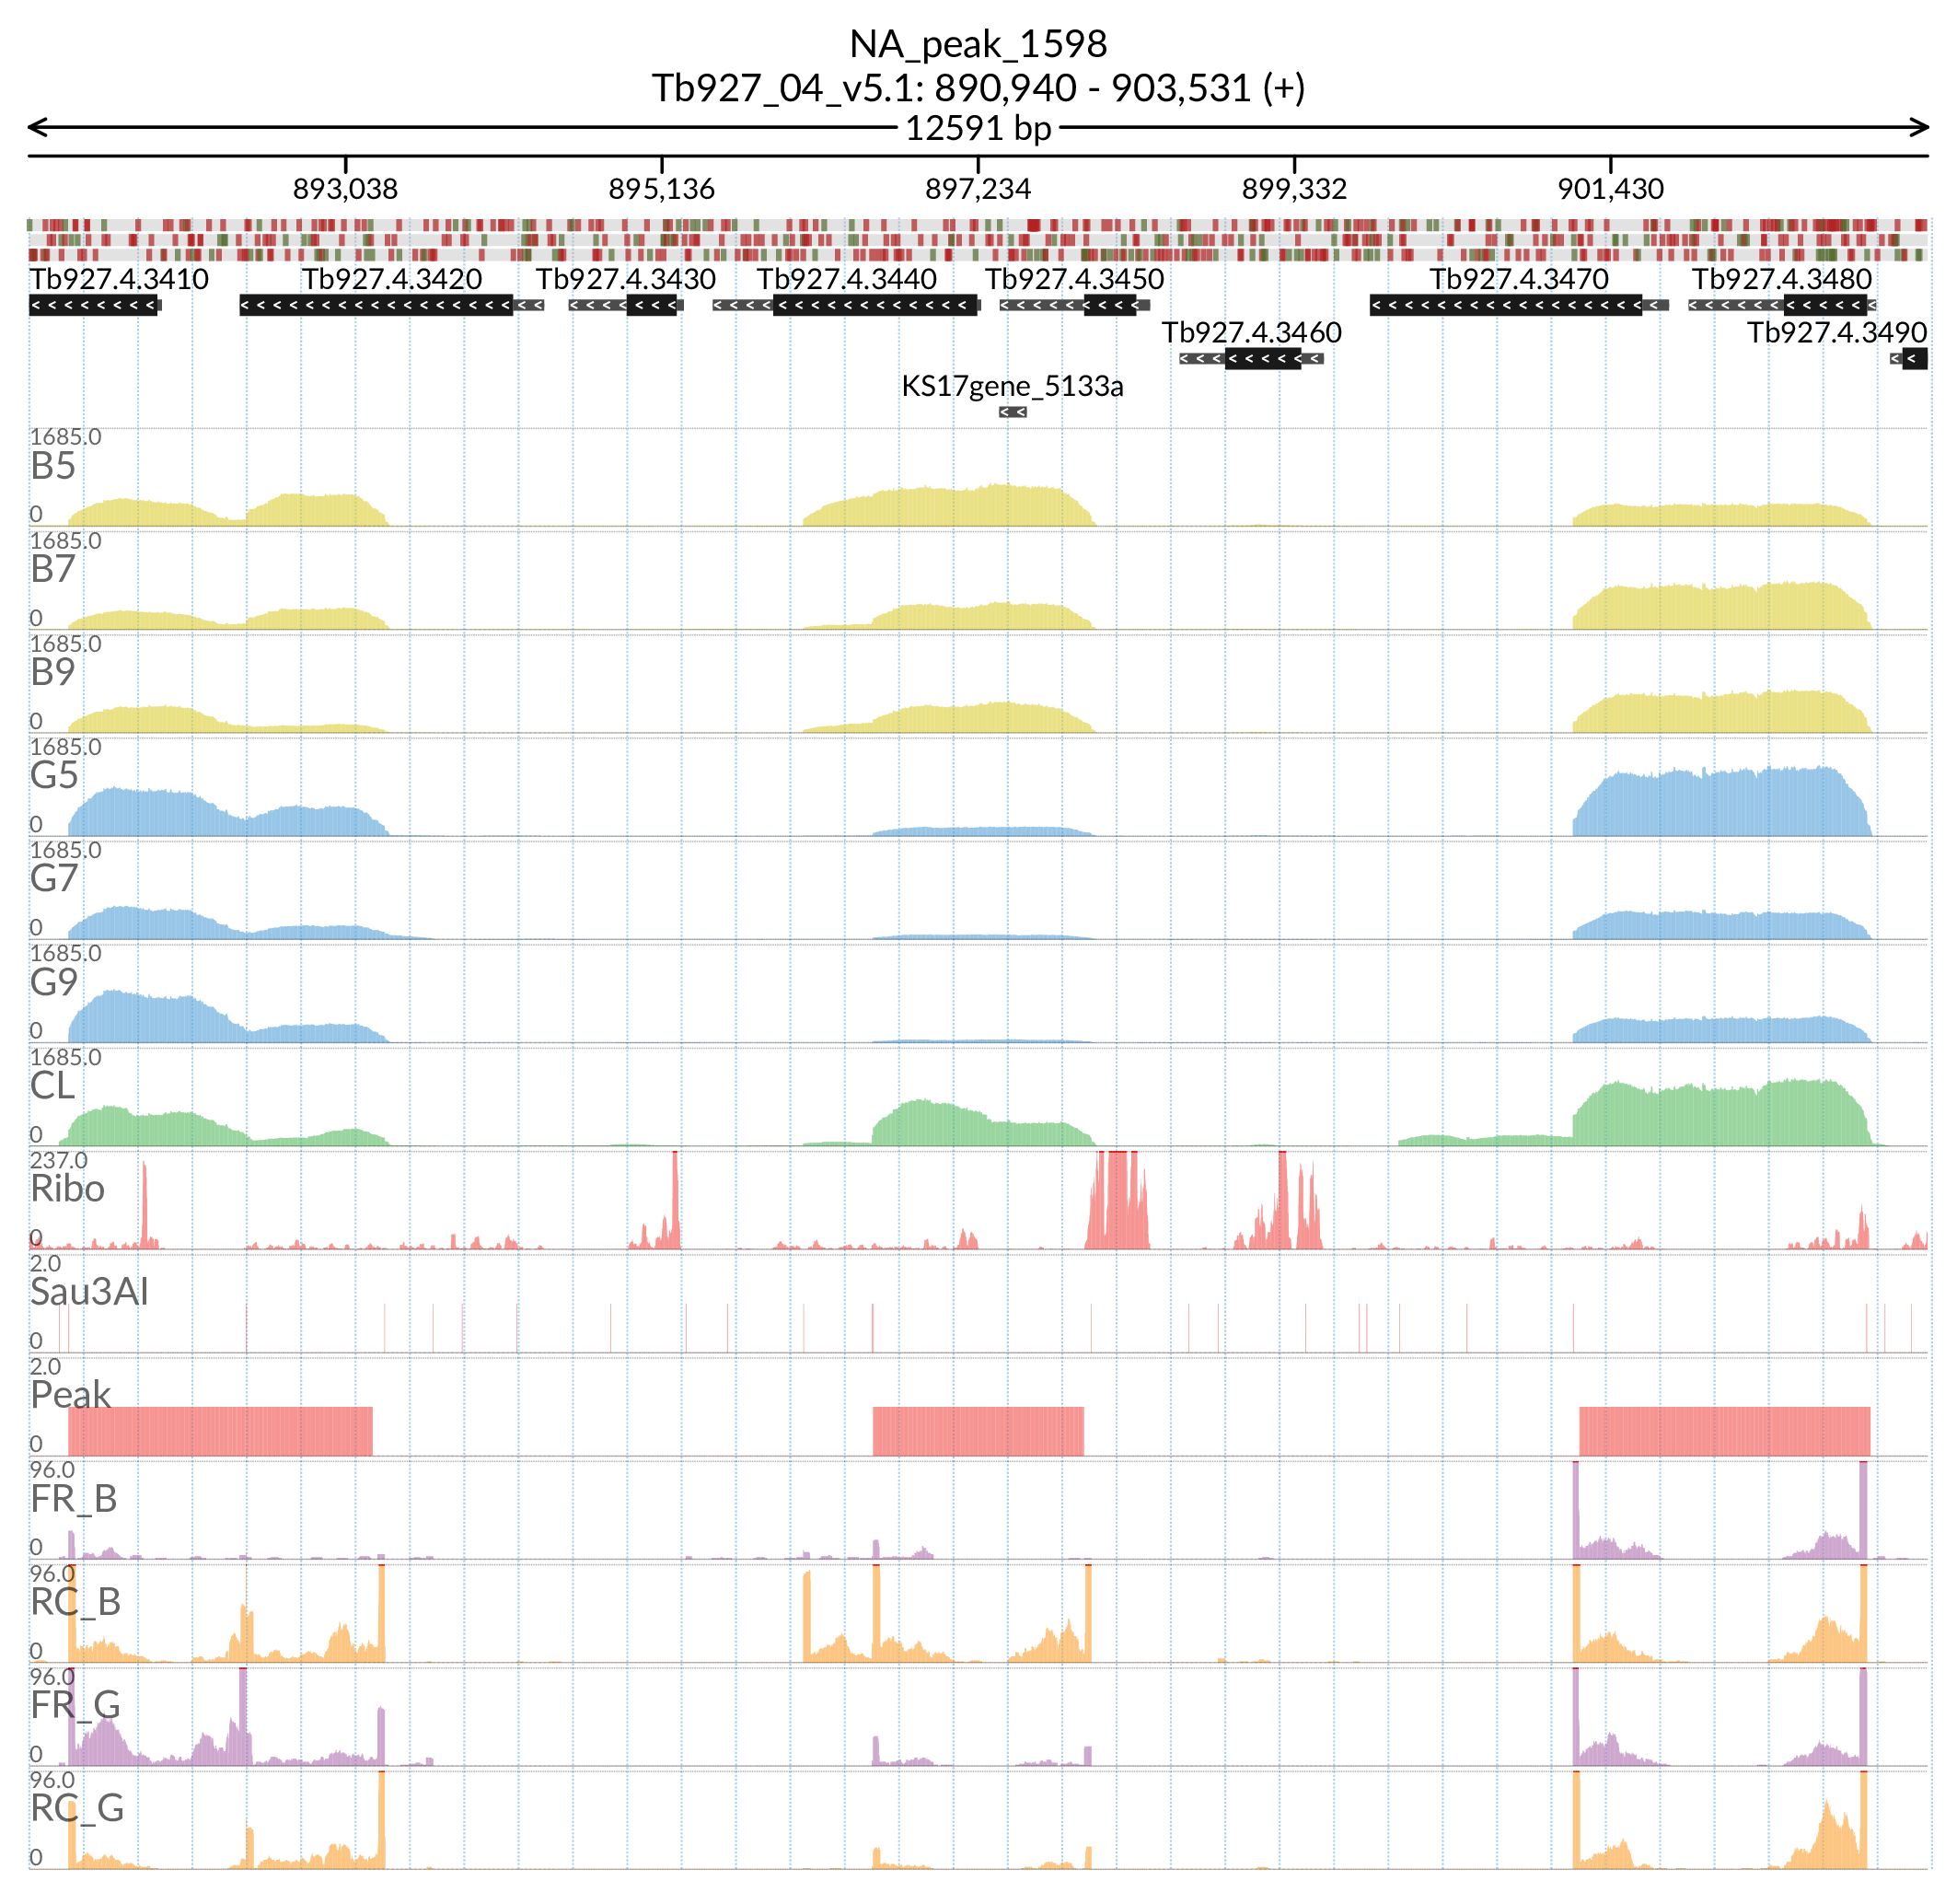 NA_peak_1598
Tb927_04_v5.1: 890,940 - 903,531 (+)
12591 bp
893,038 895,136 897,234 899,332 901,430
Tb927.4.3410 Tb927.4.3420 Tb927.4.3430 Tb927.4.3440 Tb927.4.3450 Tb927.4.3470 Tb927.4.3480
Tb927.4.3460 Tb927.4.3490
KS17gene_5133a
1685.0
B5
0
1685.0
B7
0
1685.0
B9
0
1685.0
G5
0
1685.0
G7
0
1685.0
G9
0
1685.0
CL
0
237.0
Ribo
0
2.0
Sau3AI
0
2.0
Peak
0
96.0
FR_B
0
96.0
RC_B
0
96.0
FR_G
0
96.0
RC_G
0